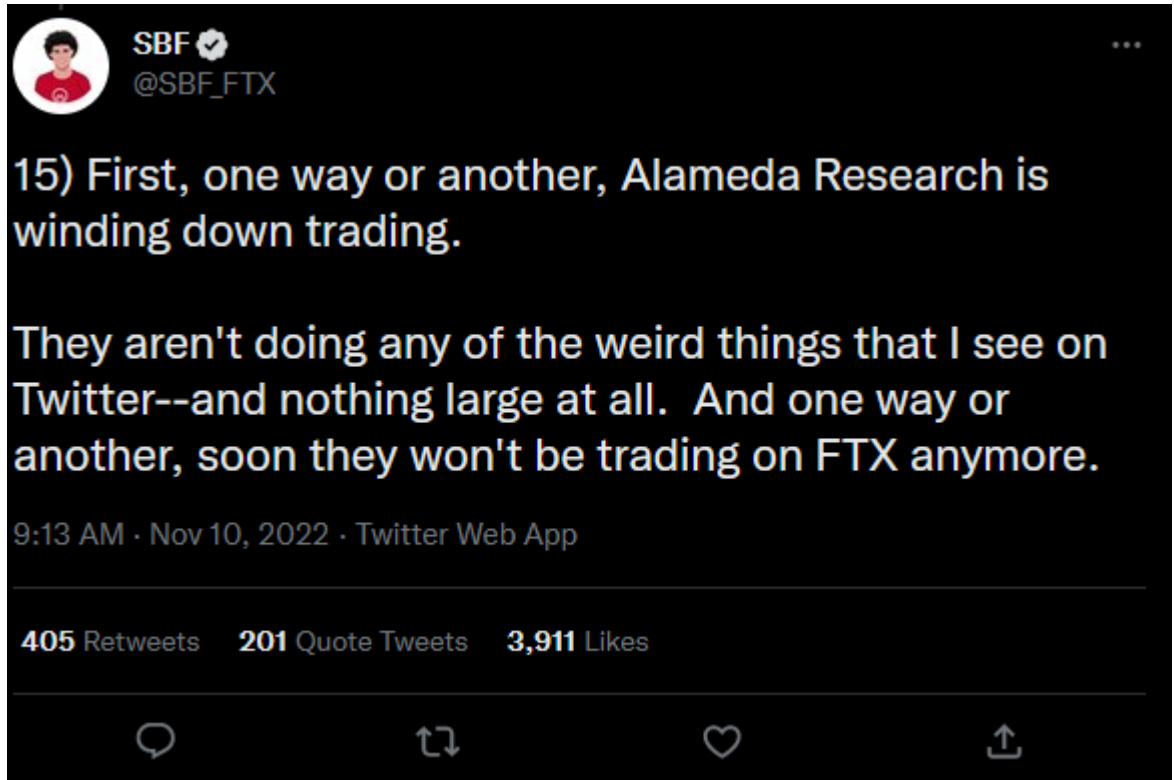 SBF
@SBF_FTX
15) First, one way or another, Alameda Research is
winding down trading.
They aren't doing any of the weird things that I see on
Twitter--and nothing large at all.  And one way or
another, soon they won't be trading on FTX anymore.
9:13 AM · Nov 10, 2022 · Twitter Web App
405 Retweets 201 Quote Tweets 3,911 Likes